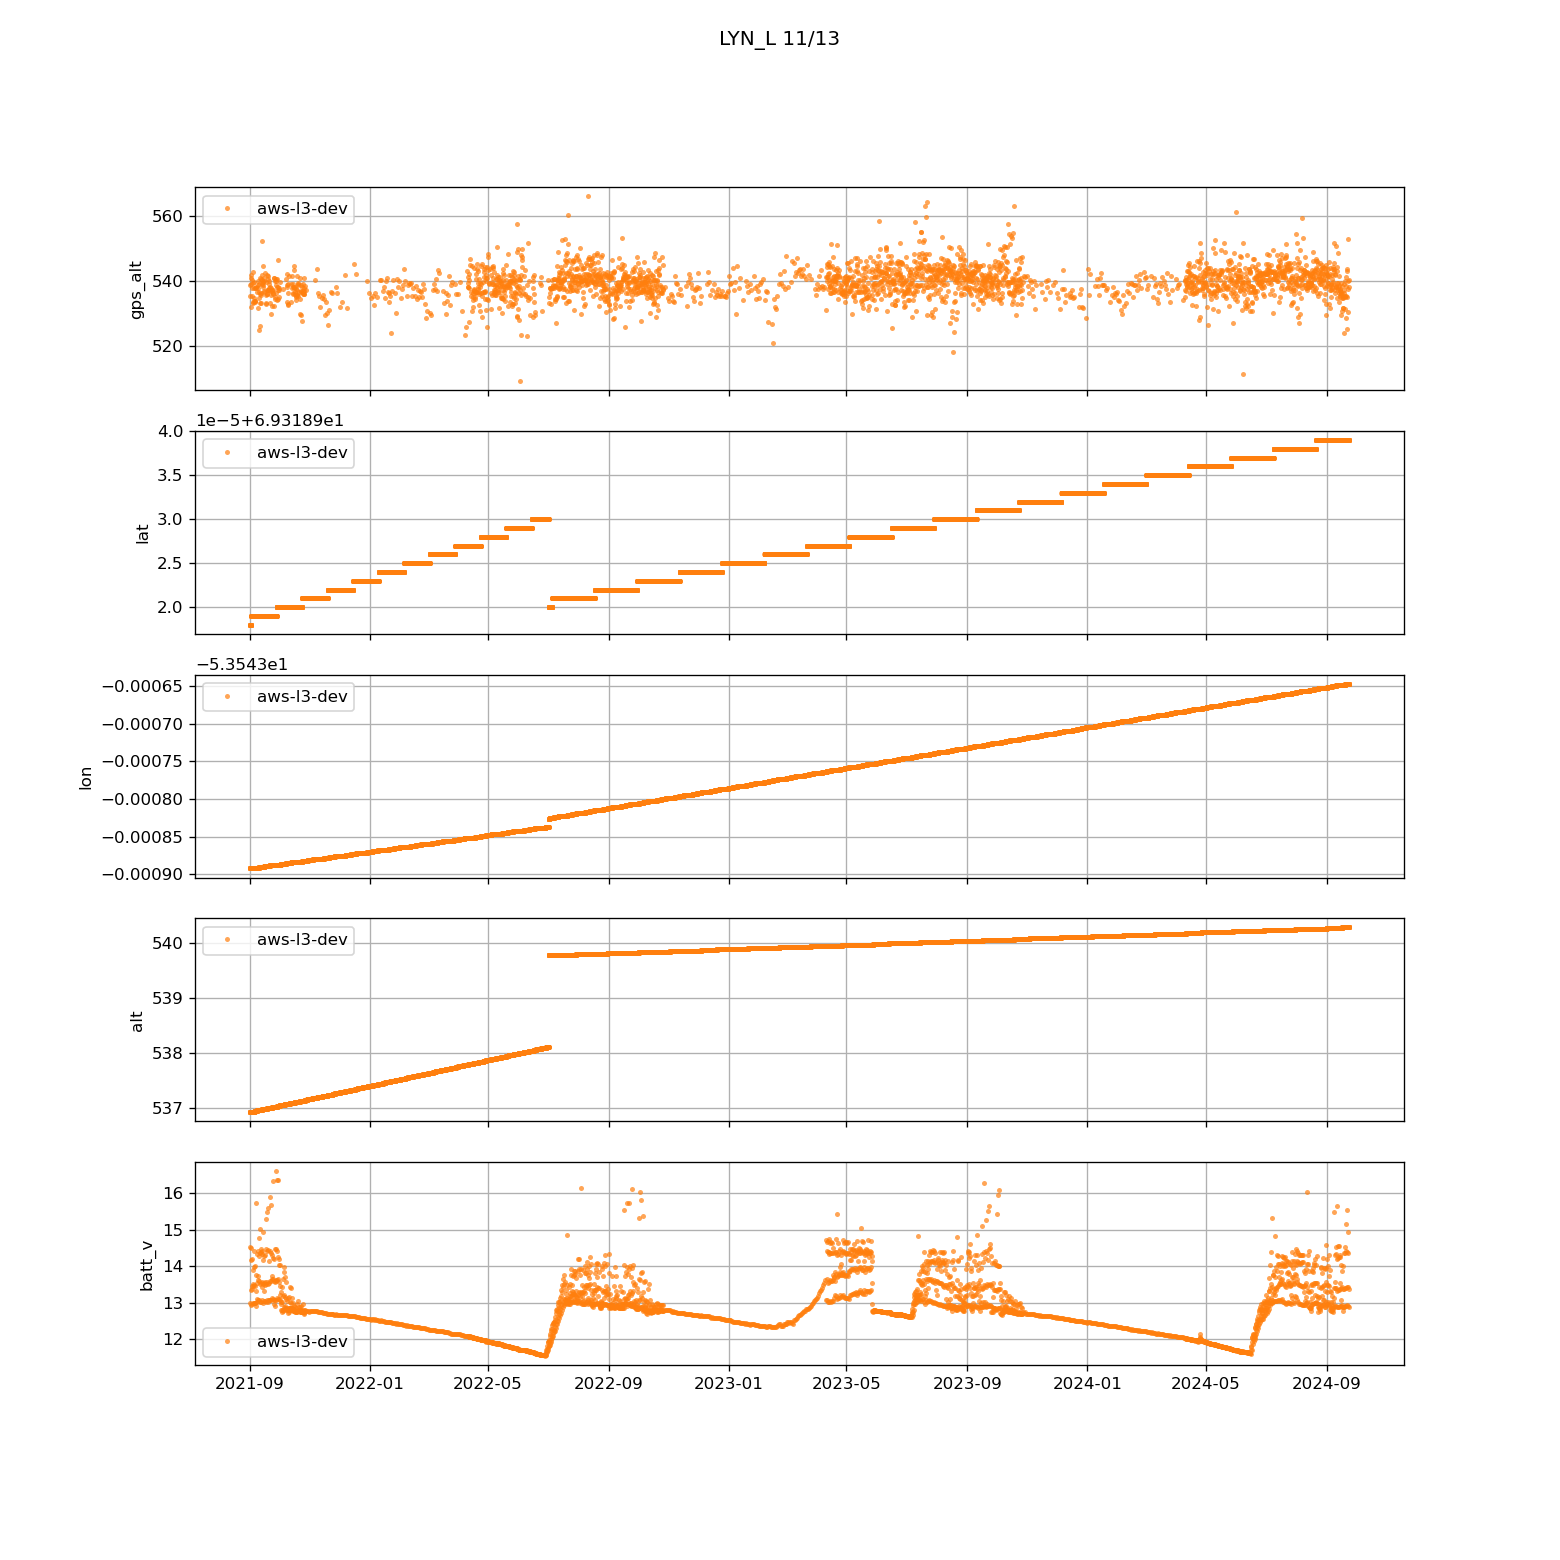 LYN_L 11/13
aws-l3-dev
560
540
520
gps_alt
1e−5+6.93189e1
aws-l3-dev
4.0
3.5
3.0
2.5
2.0
lat
−5.3543e1
aws-l3-dev
−0.00065
−0.00070
−0.00075
−0.00080
−0.00085
−0.00090
lon
aws-l3-dev
540
539
538
537
alt
16
15
14
13
12
batt_v
aws-l3-dev
2021-09 2022-01 2022-05 2022-09 2023-01 2023-05 2023-09 2024-01 2024-05 2024-09